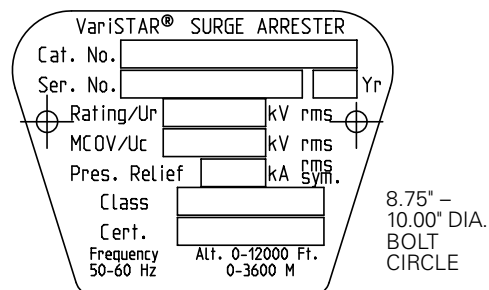 VariSTAR® SURGE ARRESTER
Cat. No.
Ser. No. Yr
Rating/Ur kV rms
MCOV/Uc kV rms
Pres. Relief kA rms sym.
Class
Cert.
Frequency Alt. 0-12000 Ft.
50-60 Hz 0-3600 M
8.75" –
10.00" DIA.
BOLT
CIRCLE